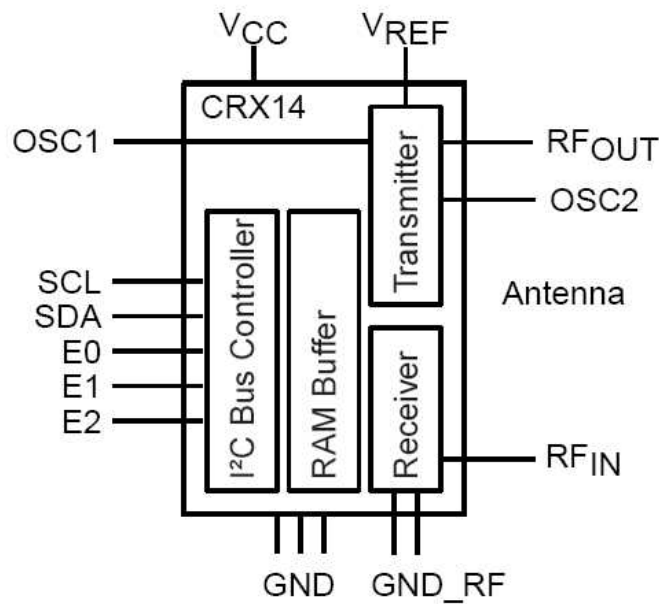 VCC
VREF
CRX14
OSC1
RFOUT
OSC2
Transmitter
I²C Bus Controller
RAM Buffer
SCL
SDA
E0
E1
E2
Antenna
Receiver
RFIN
GND
GND_RF